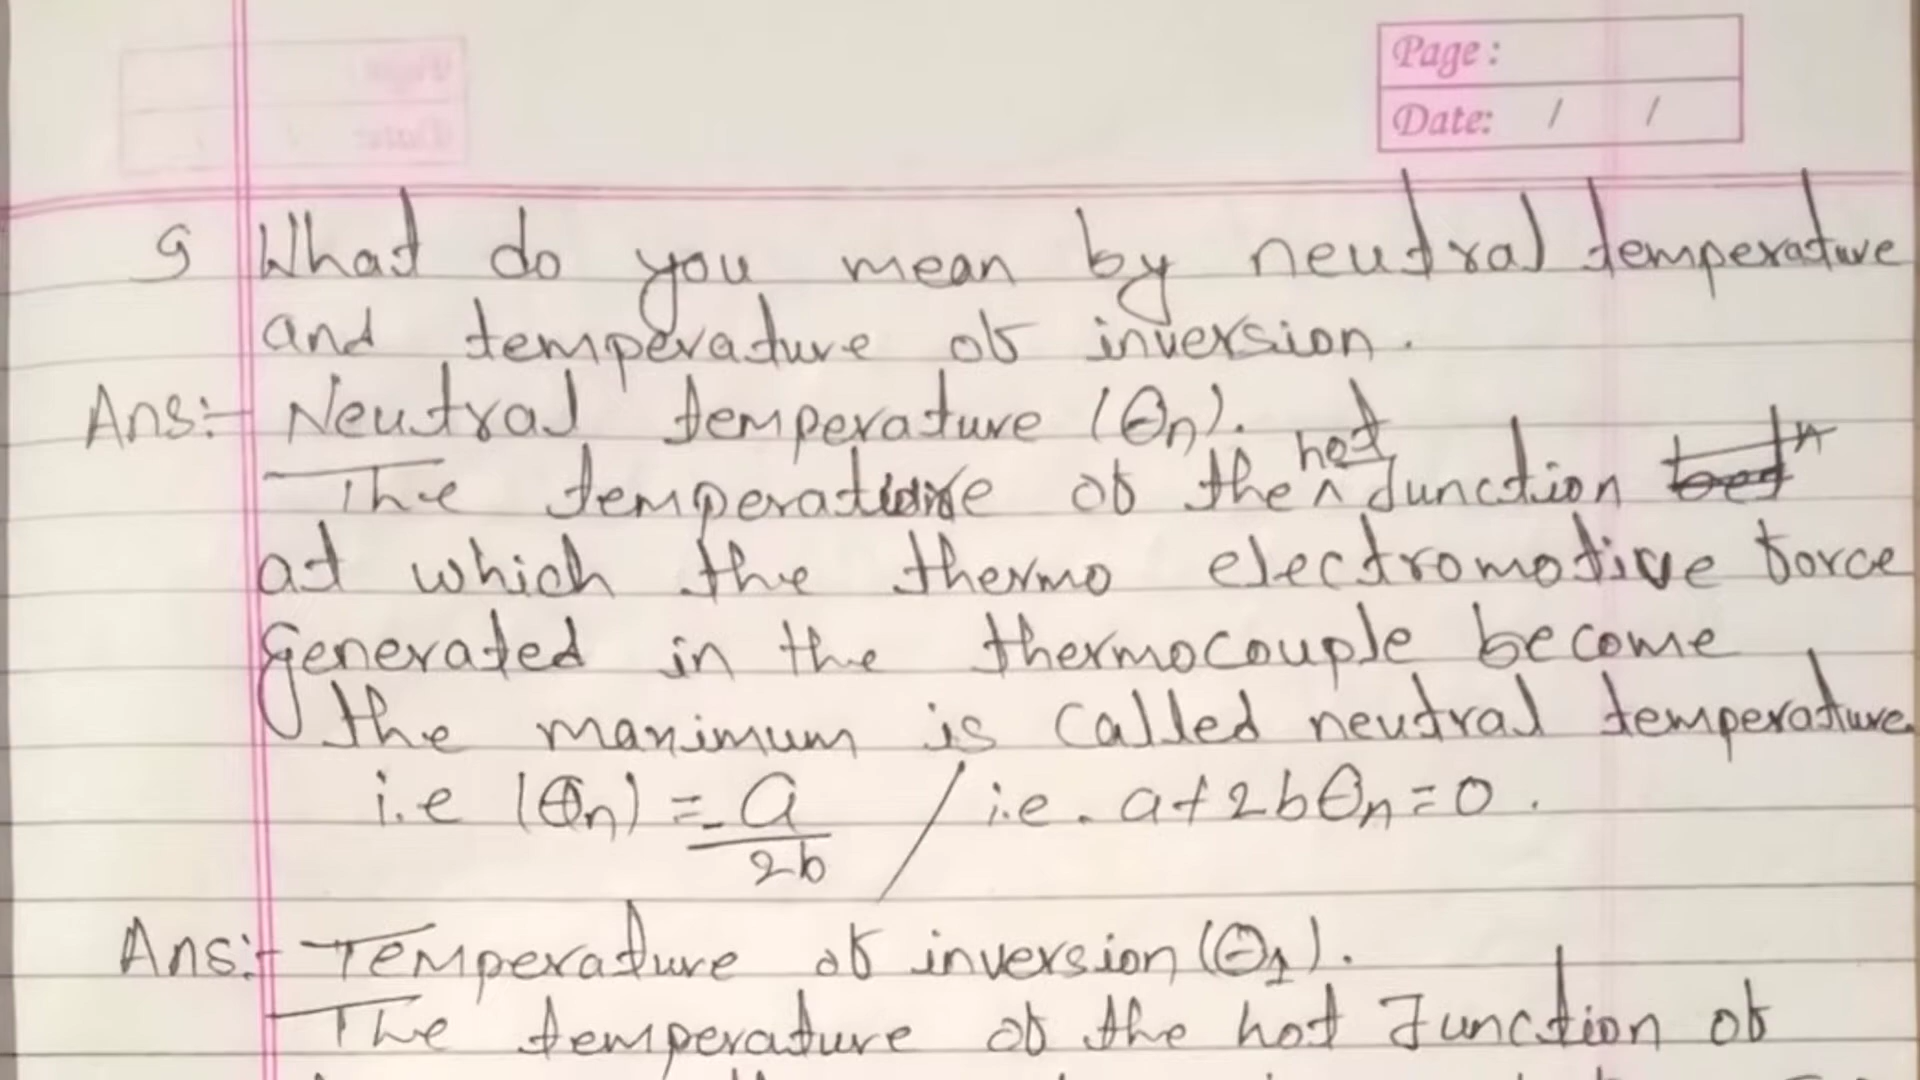 Page :
Date: / /
9 What do you mean by neutral temperature
and temperature of inversion.
Ans:- Neutral temperature (θn).
The temperature of the ^ hot Junction
at which the thermo electromotive force
Generated in the thermocouple become
the maximum is called neutral temperature
i.e (θn) = -a/2b / i.e. a+2bθn=0.
Ans:- Temperature of inversion (θ1).
The temperature of the hot Junction of